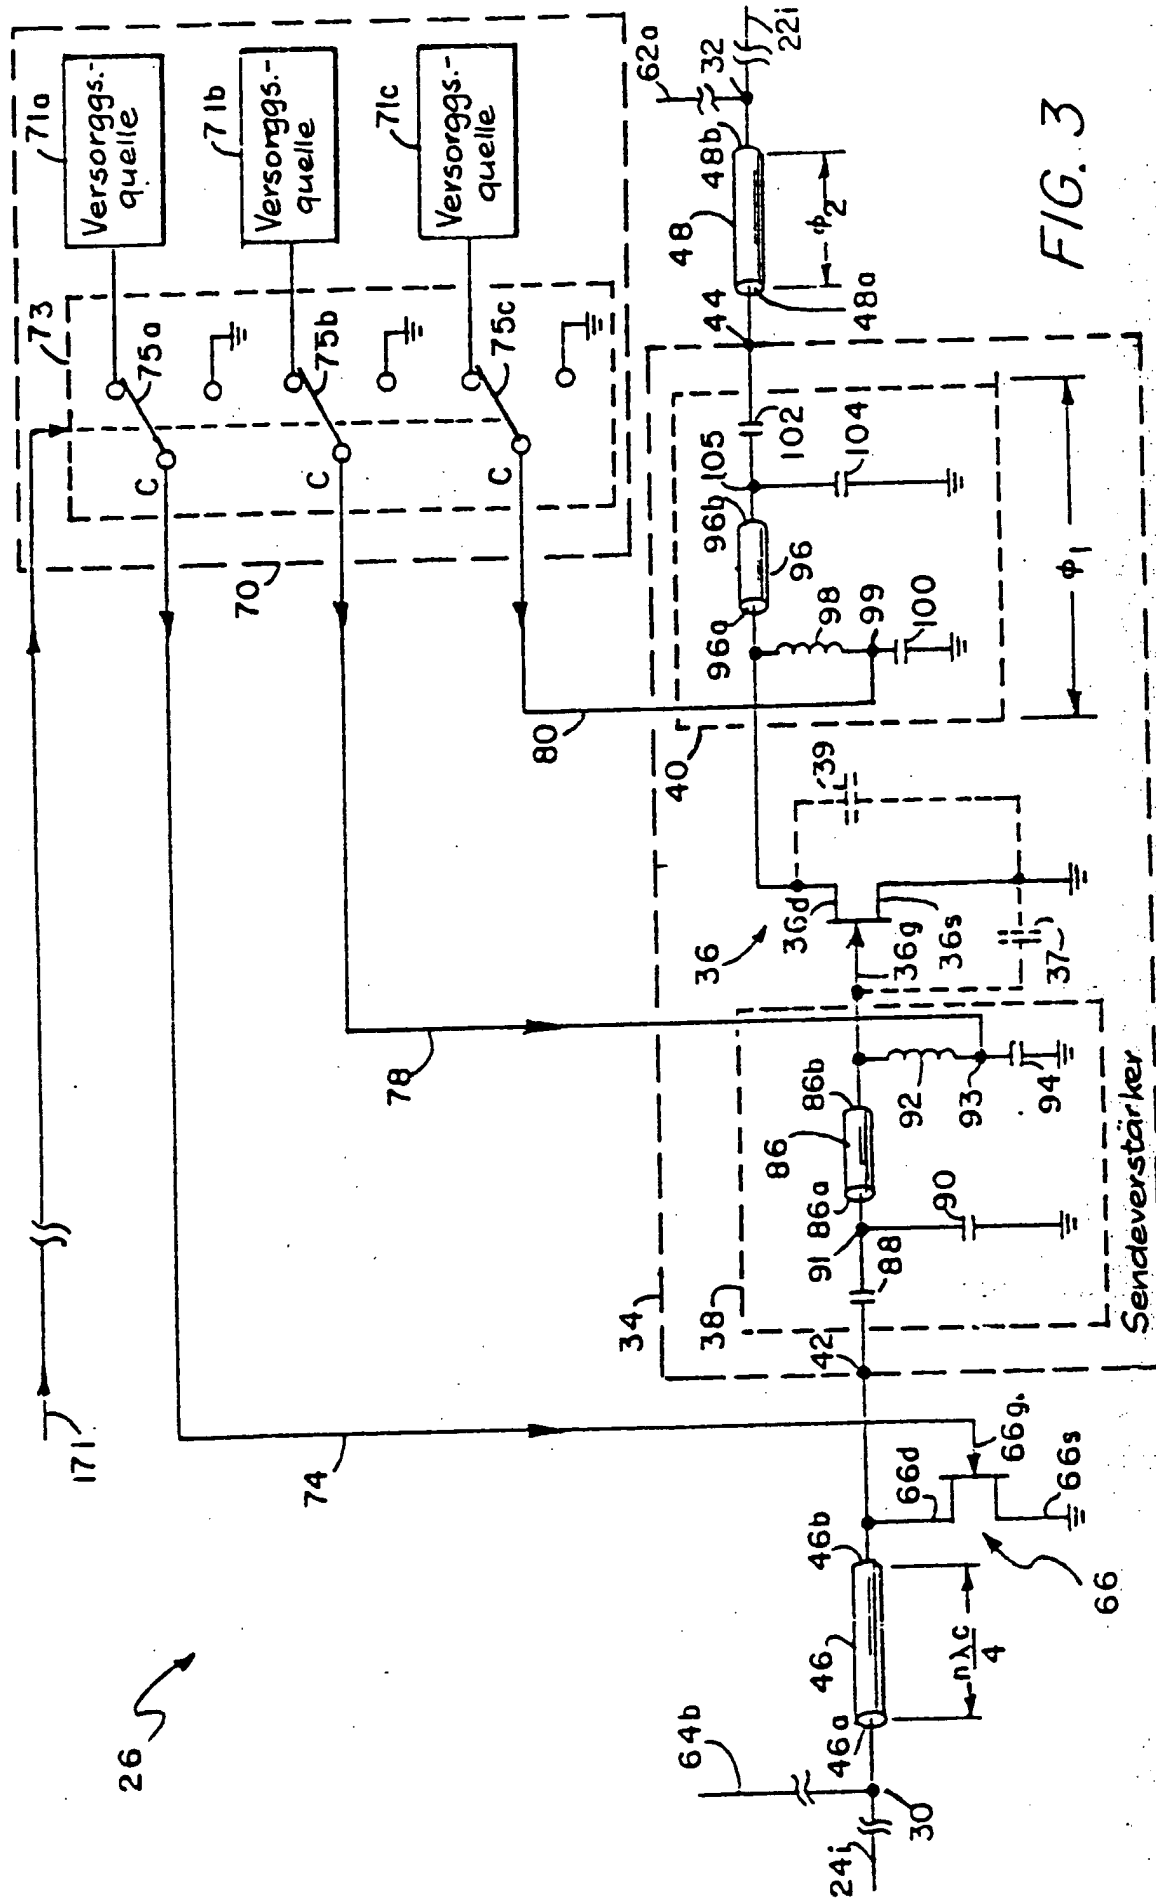 26
171
74
78
80
70
73
71a
Versorggs.-
quelle
71b
Versorggs.-
quelle
71c
Versorggs.-
quelle
75a
75b
75c
C
C
C
24i
30
64b
46a
46
46b
nλc
4
66
66d
66g
66s
42
34
38
88
91
90
86a
86
86b
92
93
94
36
36d
36g
36s
37
39
40
96a
96
96b
98
99
100
105
102
104
ϕ1
44
48a
48
48b
ϕ2
62a
32
22i
Sendeverstärker
FIG. 3